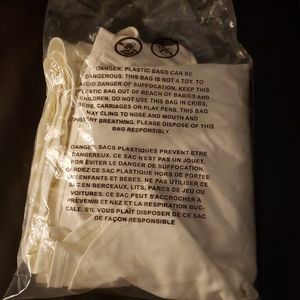 DANGER: PLASTIC BAGS CAN BE
DANGEROUS. THIS BAG IS NOT A TOY. TO
AVOID DANGER OF SUFFOCATION, KEEP THIS
PLASTIC BAG OUT OF REACH OF BABIES AND
CHILDREN. DO NOT USE THIS BAG IN CRIBS,
BEDS, CARRIAGES OR PLAY PENS. THIS BAG
MAY CLING TO NOSE AND MOUTH AND
PREVENT BREATHING. PLEASE DISPOSE OF THIS
BAG RESPONSIBLY.
DANGER: SACS PLASTIQUES PREVENT ETRE
DANGEREUX. CE SAC N'EST PAS UN JOUET.
POR ÉVITER LE DANGER DE SUFFOCATION,
GARDEZ CE SAC PLASTIQUE HORS DE PORTEE
DES ENFANTS ET BEBES. NE PAS UTILISER CE
SAC EN BERCEAUX, LITS, PARCS DE JEU OU
VOITURES. CE SAC PEUT S'ACCROCHER À
PRÉVENIR ET NEZ ET LA RESPIRATION BUC-
CALE. S'IL VOUS PLAÎT DISPOSER DE CE SAC
DE FAÇON RESPONSIBLE